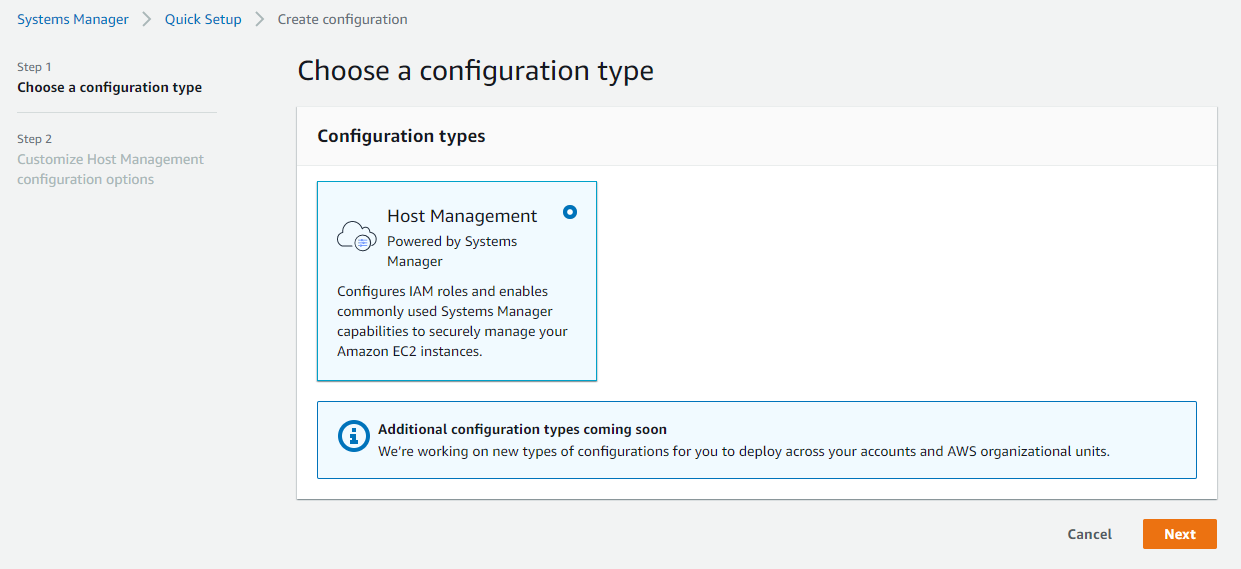 Systems Manager > Quick Setup > Create configuration
Step 1
Choose a configuration type
Step 2
Customize Host Management
configuration options
Choose a configuration type
Configuration types
Host Management
Powered by Systems
Manager
Configures IAM roles and enables
commonly used Systems Manager
capabilities to securely manage your
Amazon EC2 instances.
Additional configuration types coming soon
We're working on new types of configurations for you to deploy across your accounts and AWS organizational units.
Cancel
Next